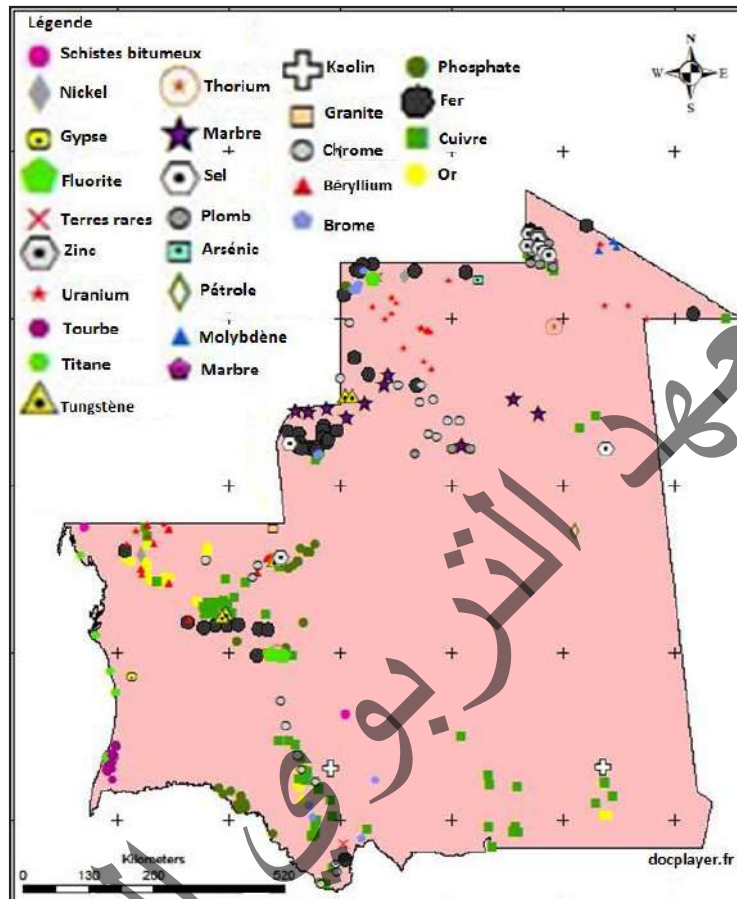 Légende
Schistes bitumeux
Nickel
Gypse
Fluorite
Terres rares
Zinc
Uranium
Tourbe
Titane
Tungstène
Thorium
Marbre
Sel
Plomb
Arsénic
Pétrole
Molybdène
Marbre
Kaolin
Granite
Chrome
Béryllium
Brome
Phosphate
Fer
Cuivre
Or
N
W E
S
Kilometers
0 130 260 520
docplayer.fr
التربوي